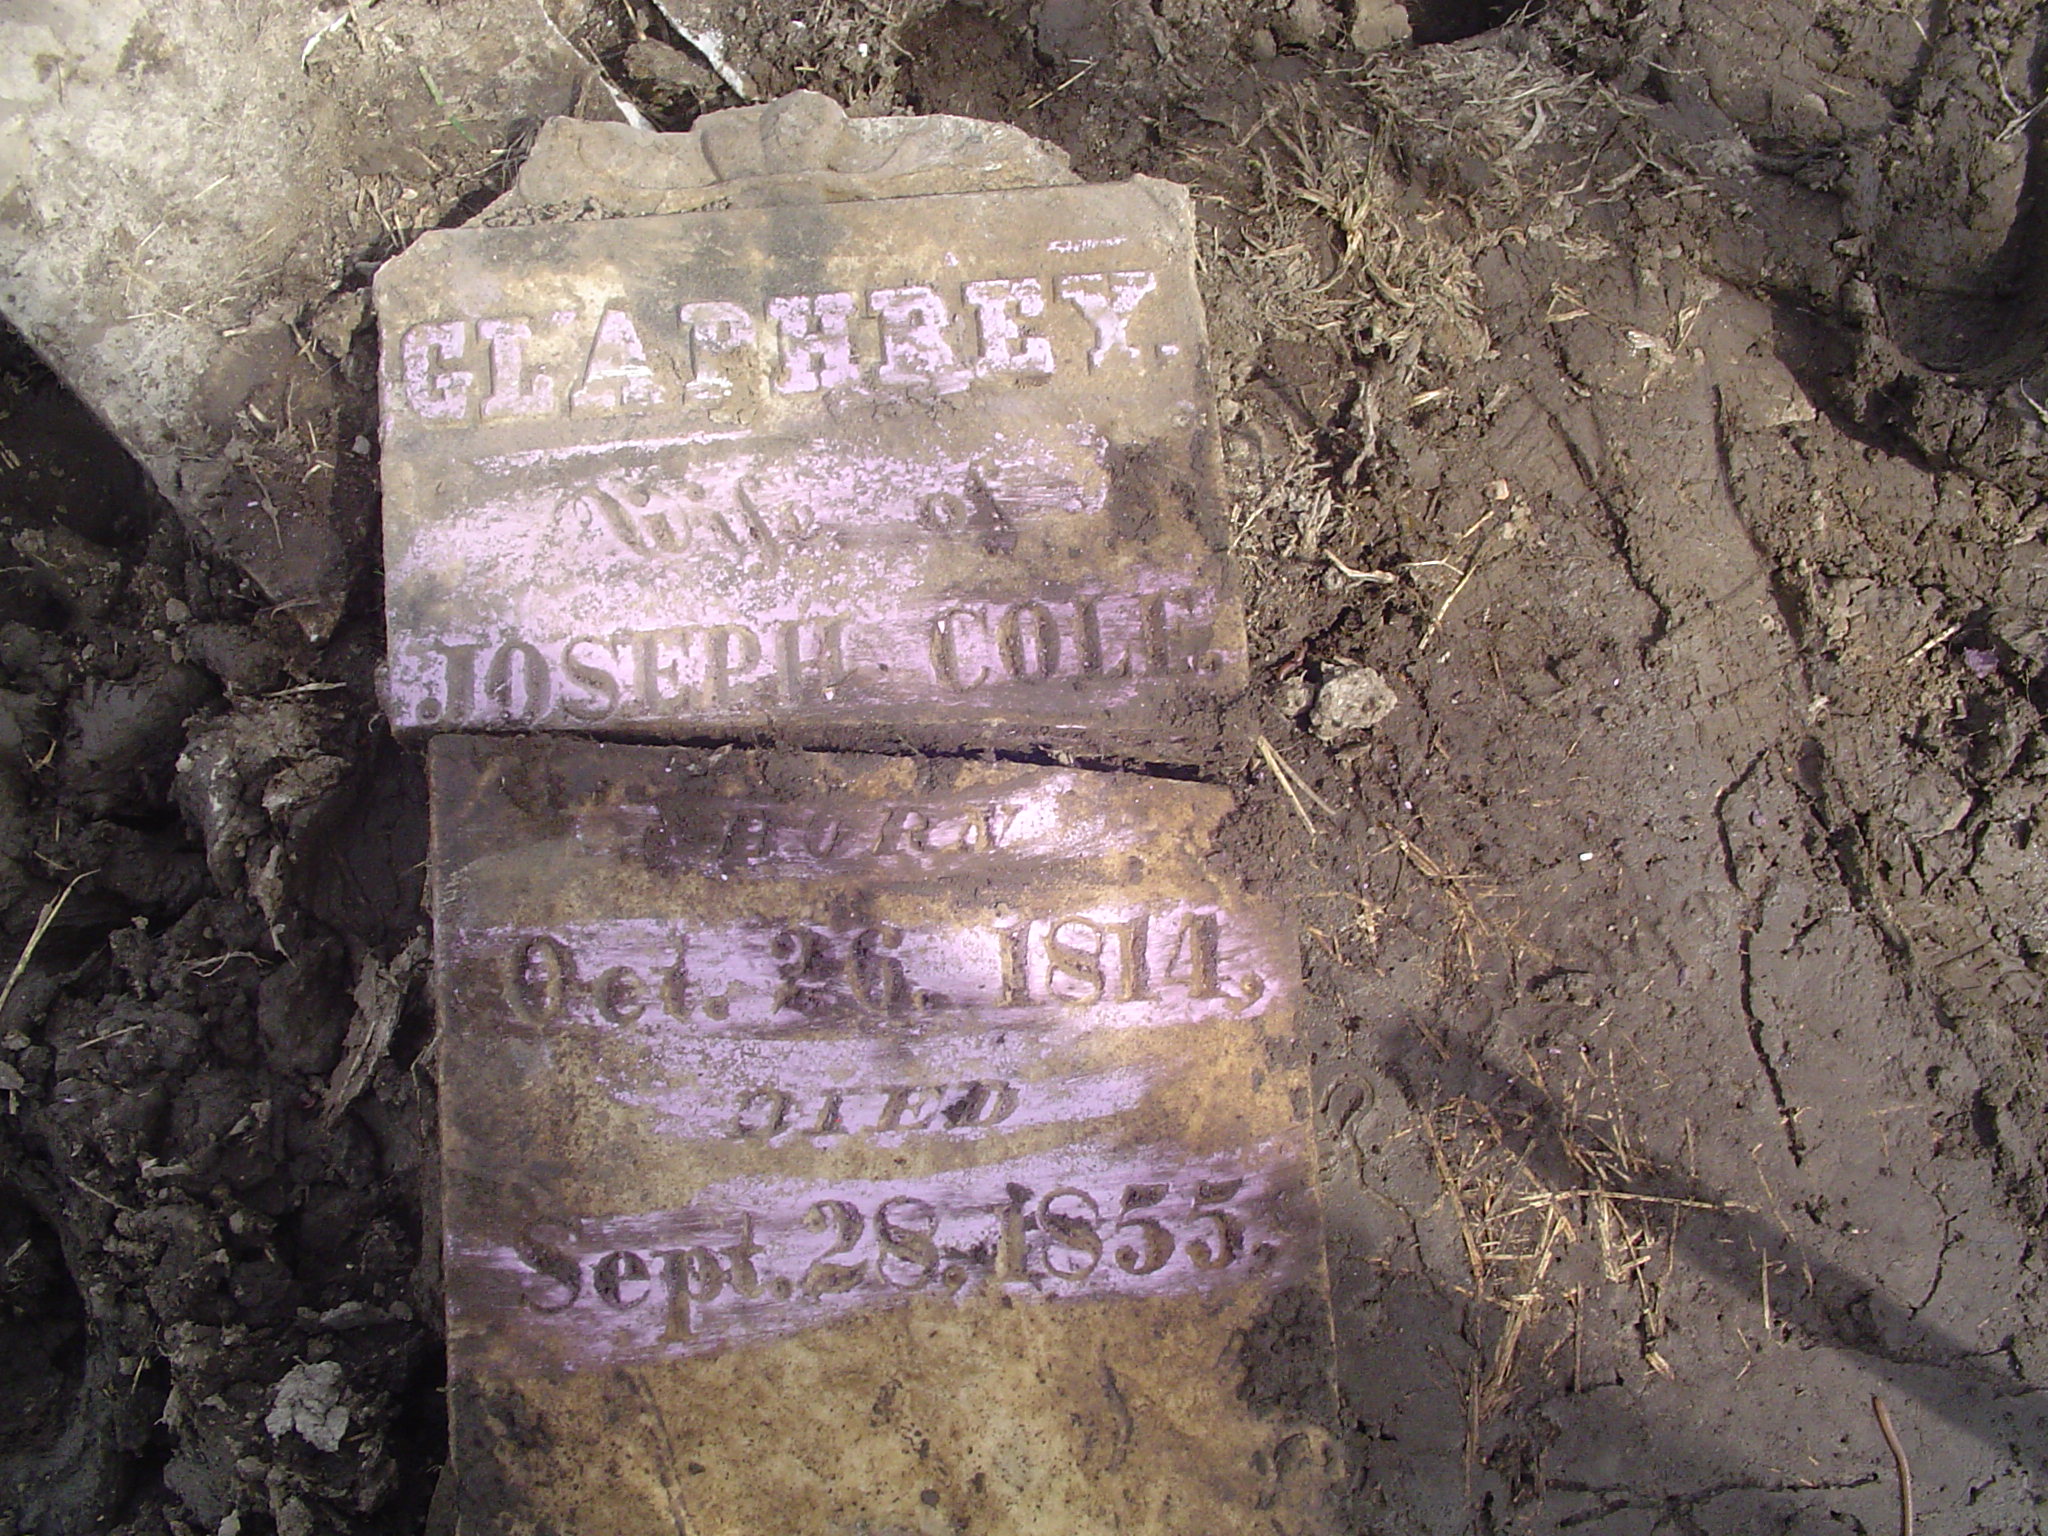 GLAPHREY.
Wife of
JOSEPH COLE.
BORN
Oct. 26. 1814,
DIED
Sept. 28, 1855.